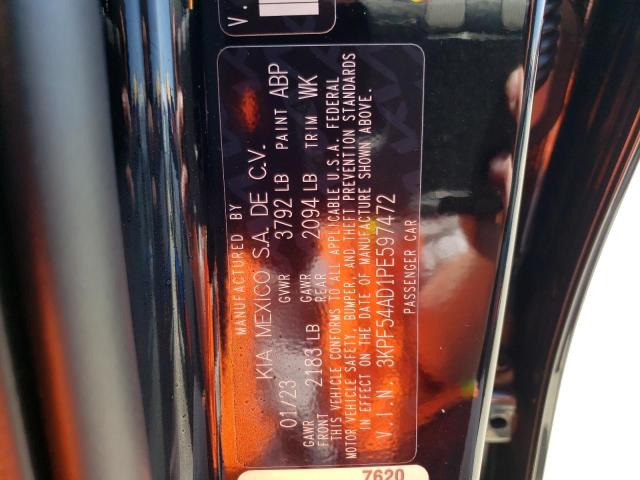 MANUFACTURED BY
KIA MEXICO S.A. DE C.V.
01/23 GVWR 3792 LB PAINT ABP
GAWR FRONT 2183 LB GAWR REAR 2094 LB TRIM WK
THIS VEHICLE CONFORMS TO ALL APPLICABLE U.S.A. FEDERAL
MOTOR VEHICLE SAFETY, BUMPER, AND THEFT PREVENTION STANDARDS
IN EFFECT ON THE DATE OF MANUFACTURE SHOWN ABOVE.
V.I.N. 3KPF54AD1PE597472
PASSENGER CAR
V.
7620